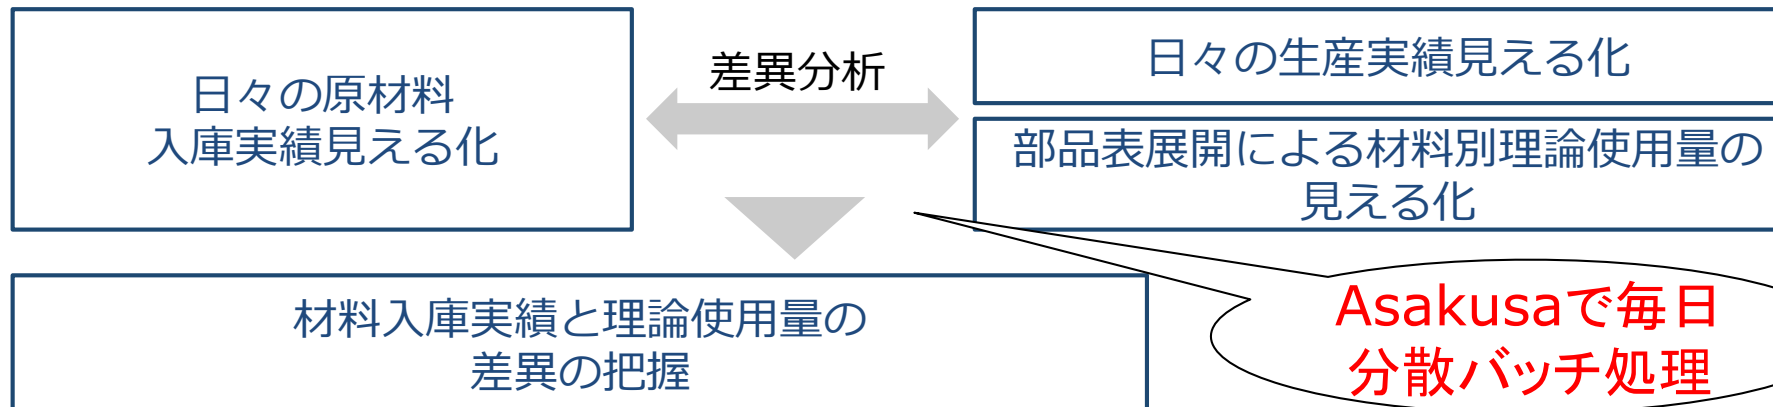 日々の原材料
入庫実績見える化
差異分析
日々の生産実績見える化
部品表展開による材料別理論使用量の
見える化
材料入庫実績と理論使用量の
差異の把握
Asakusaで毎日
分散バッチ処理